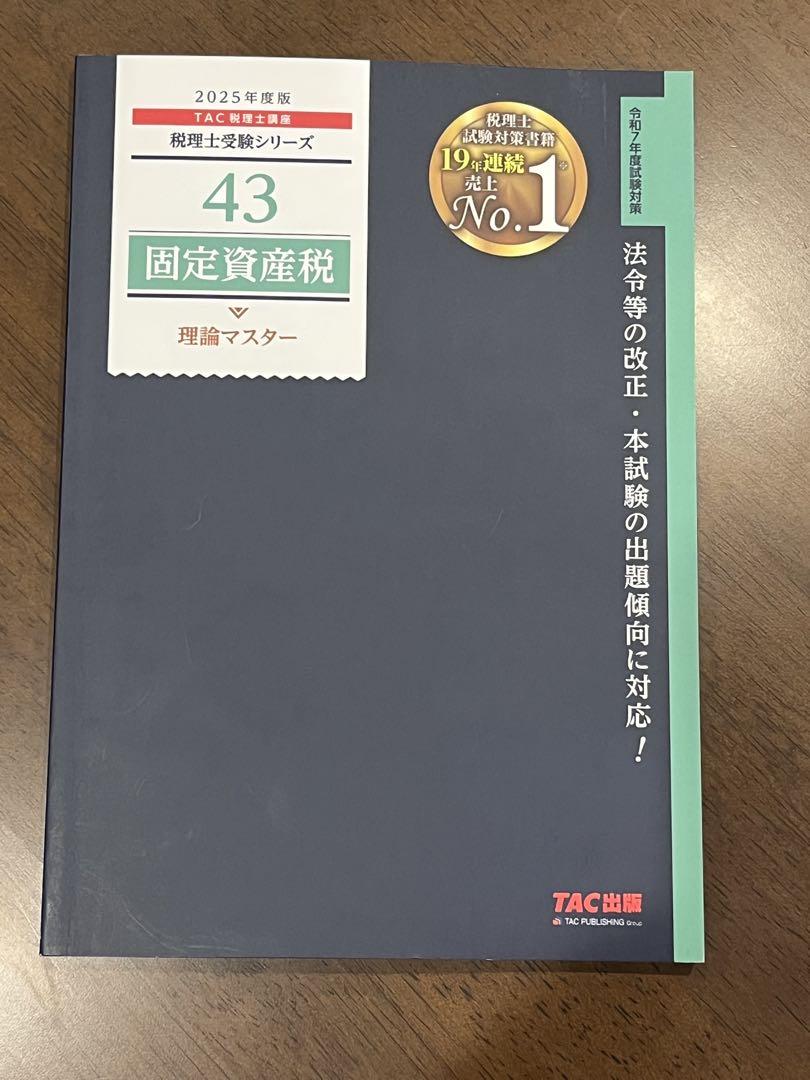 2025年度版
TAC 税理士講座
税理士受験シリーズ
43
固定資産税
理論マスター
税理士
試験対策書籍
19年連続※
売上
No.1
令和7年度試験対策
法令等の改正・本試験の出題傾向に対応!
TAC出版
TAC PUBLISHING Group